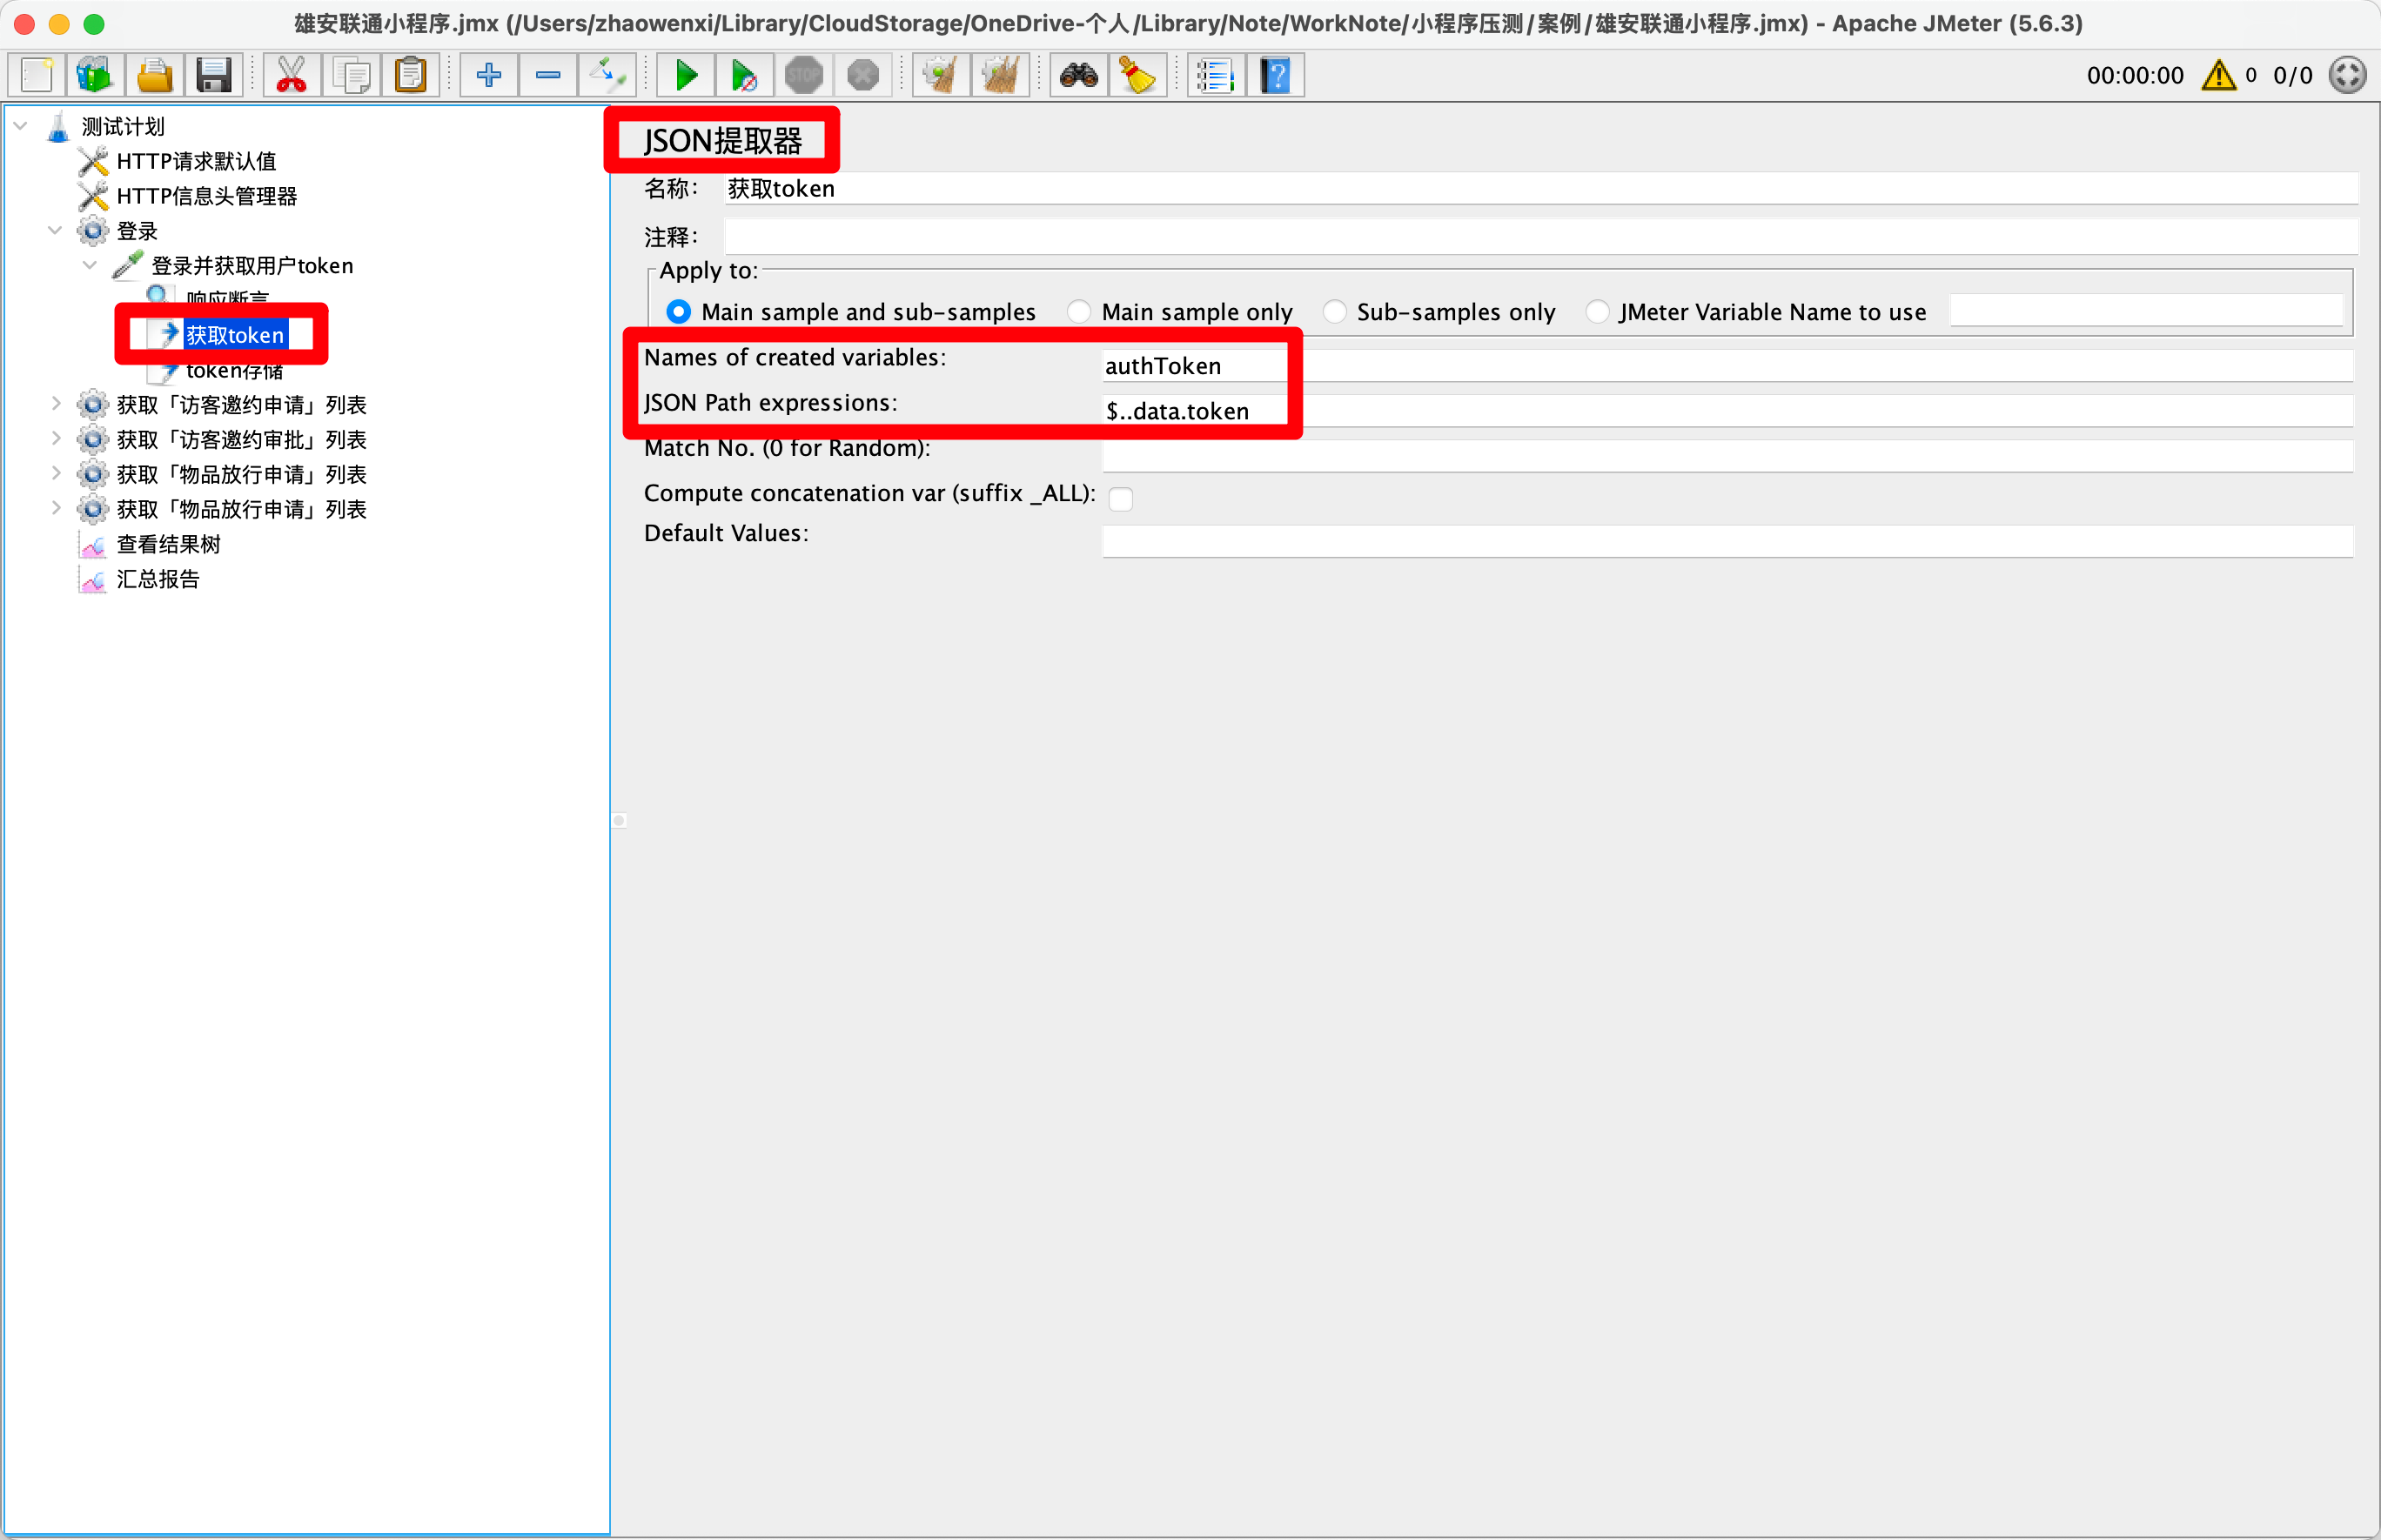 雄安联通小程序.jmx (/Users/zhaowenxi/Library/CloudStorage/OneDrive-个人/Library/Note/WorkNote/小程序压测/案例/雄安联通小程序.jmx) - Apache JMeter (5.6.3)
STOP
00:00:00 0 0/0
测试计划
HTTP请求默认值
HTTP信息头管理器
登录
登录并获取用户token
响应断言
获取token
token存储
获取「访客邀约申请」列表
获取「访客邀约审批」列表
获取「物品放行申请」列表
获取「物品放行申请」列表
查看结果树
汇总报告
JSON提取器
名称: 获取token
注释:
Apply to:
Main sample and sub-samples Main sample only Sub-samples only JMeter Variable Name to use
Names of created variables: authToken
JSON Path expressions: $..data.token
Match No. (0 for Random):
Compute concatenation var (suffix _ALL):
Default Values: